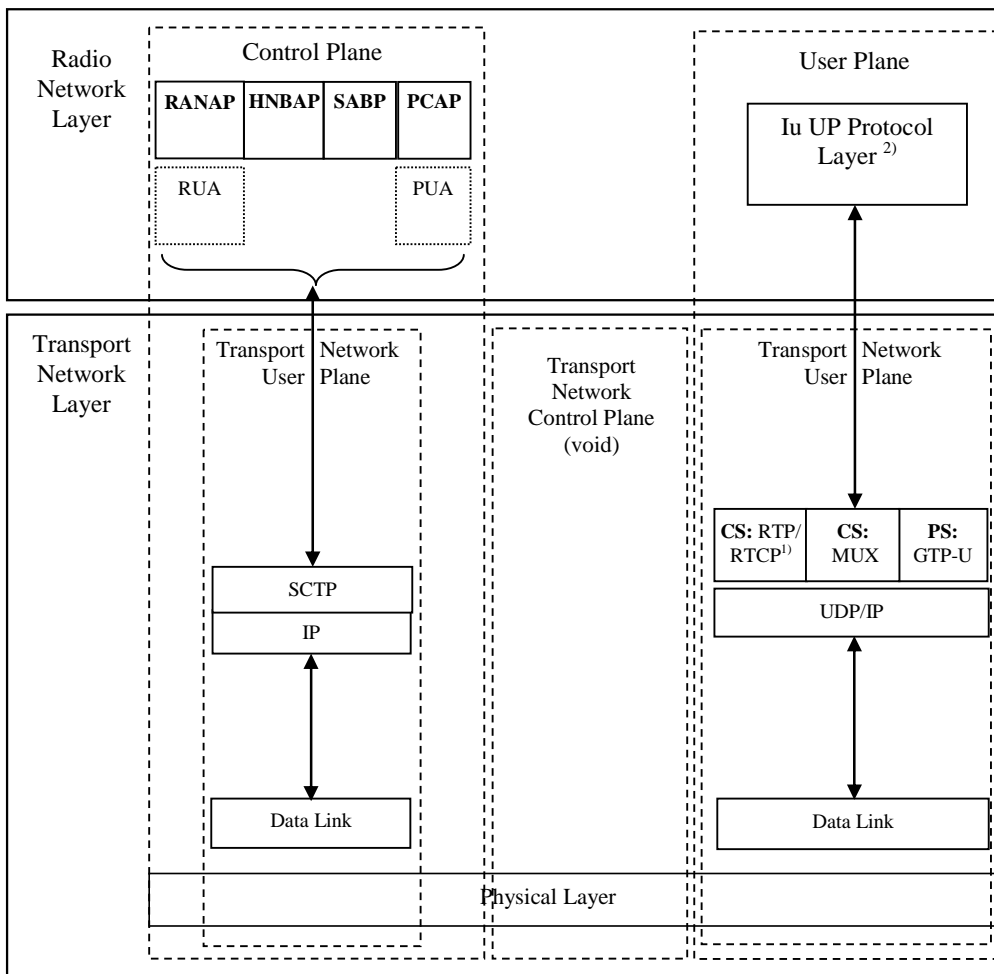 Radio
Network
Layer
Control Plane
RANAP HNBAP SABP PCAP
RUA PUA
User Plane
Iu UP Protocol
Layer 2)
Transport
Network
Layer
Transport Network
User Plane
Transport
Network
Control Plane
(void)
Transport Network
User Plane
SCTP
IP
Data Link
CS: RTP/
RTCP1)
CS:
MUX
PS:
GTP-U
UDP/IP
Data Link
Physical Layer